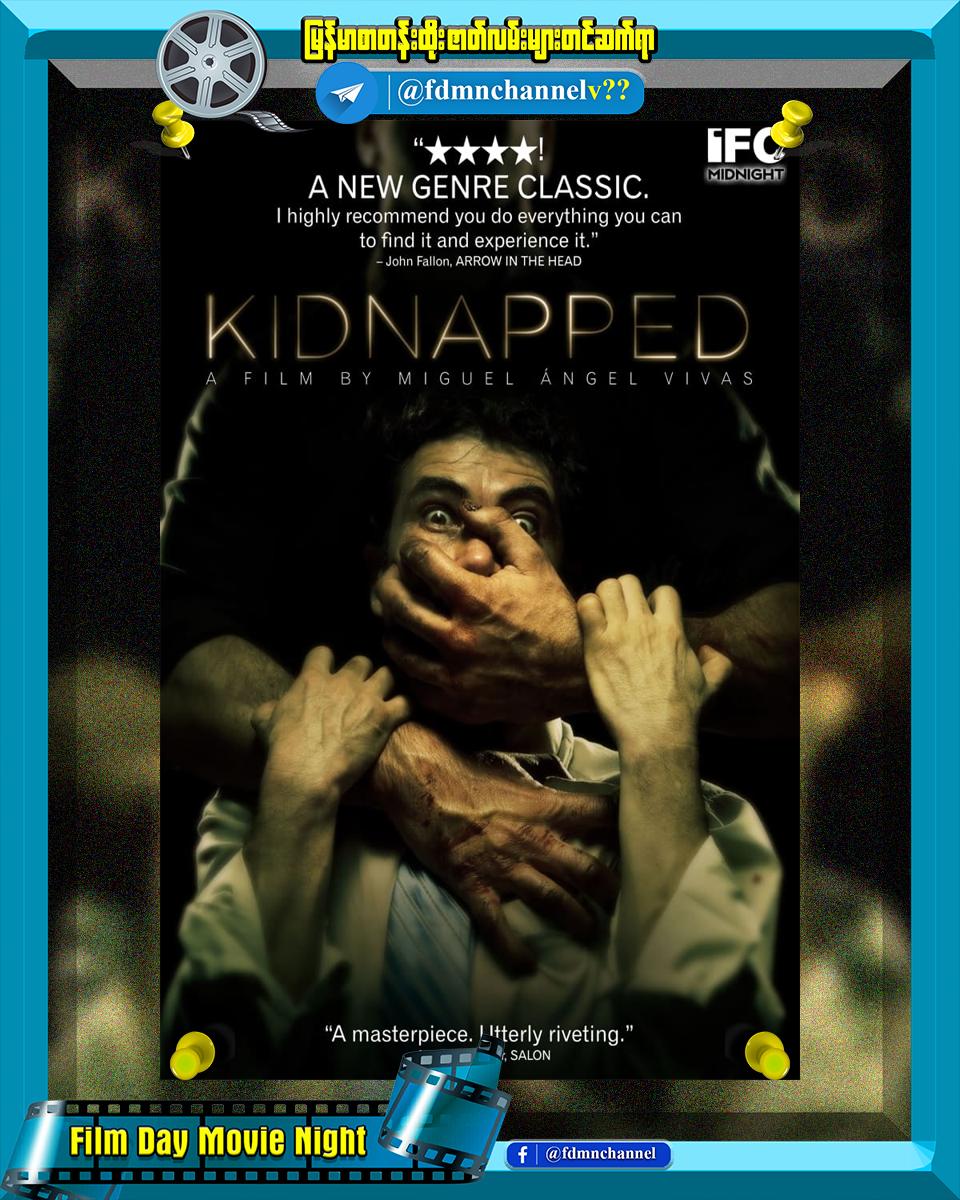 မြန်မာစာတန်းထိုးဇာတ်လမ်းများတင်ဆက်ရာ
@fdmnchannelv??
“★★★★!
iFC
MIDNIGHT
A NEW GENRE CLASSIC.
I highly recommend you do everything you can
to find it and experience it.”
– John Fallon, ARROW IN THE HEAD
KIDNAPPED
A FILM BY MIGUEL ÁNGEL VIVAS
“A masterpiece. Utterly riveting.”
, SALON
Film Day Movie Night
f @fdmnchannel